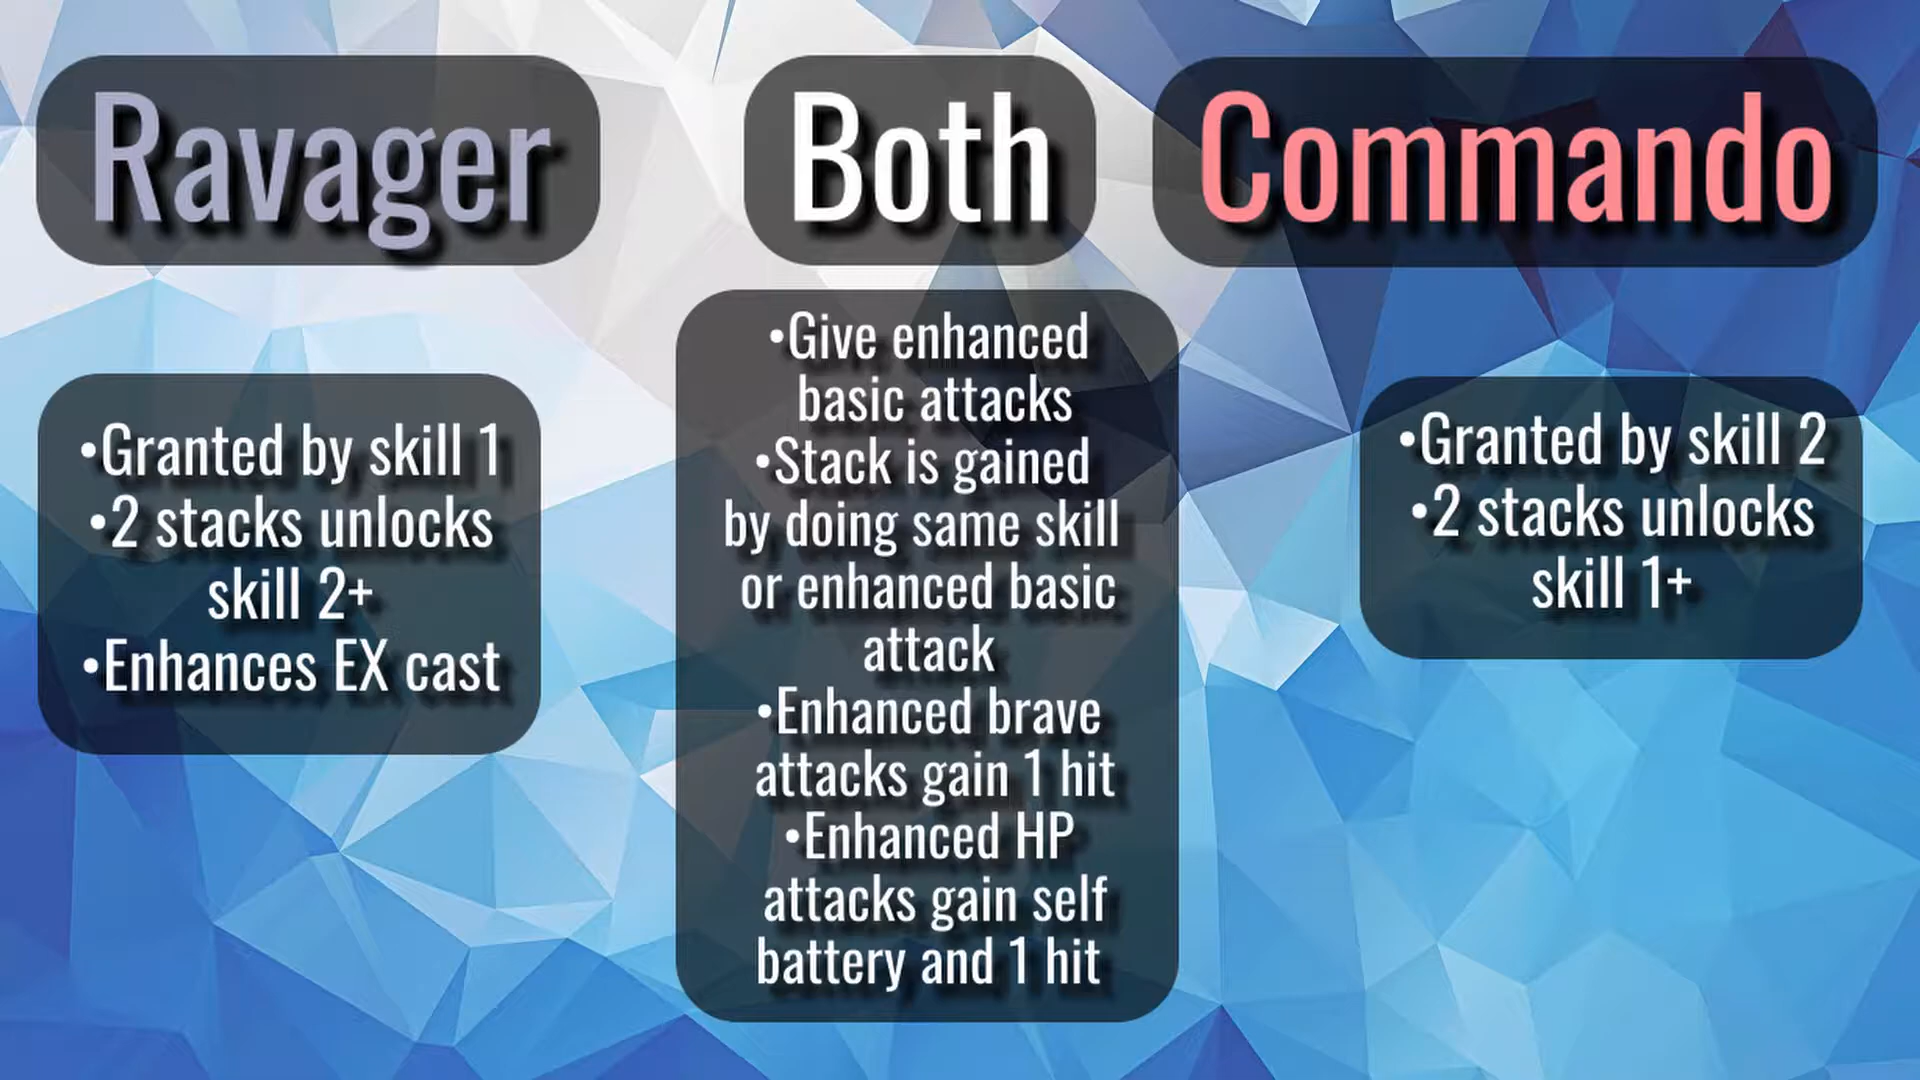 Ravager
•Granted by skill 1
•2 stacks unlocks
skill 2+
•Enhances EX cast
Both
•Give enhanced
basic attacks
•Stack is gained
by doing same skill
or enhanced basic
attack
•Enhanced brave
attacks gain 1 hit
•Enhanced HP
attacks gain self
battery and 1 hit
Commando
•Granted by skill 2
•2 stacks unlocks
skill 1+